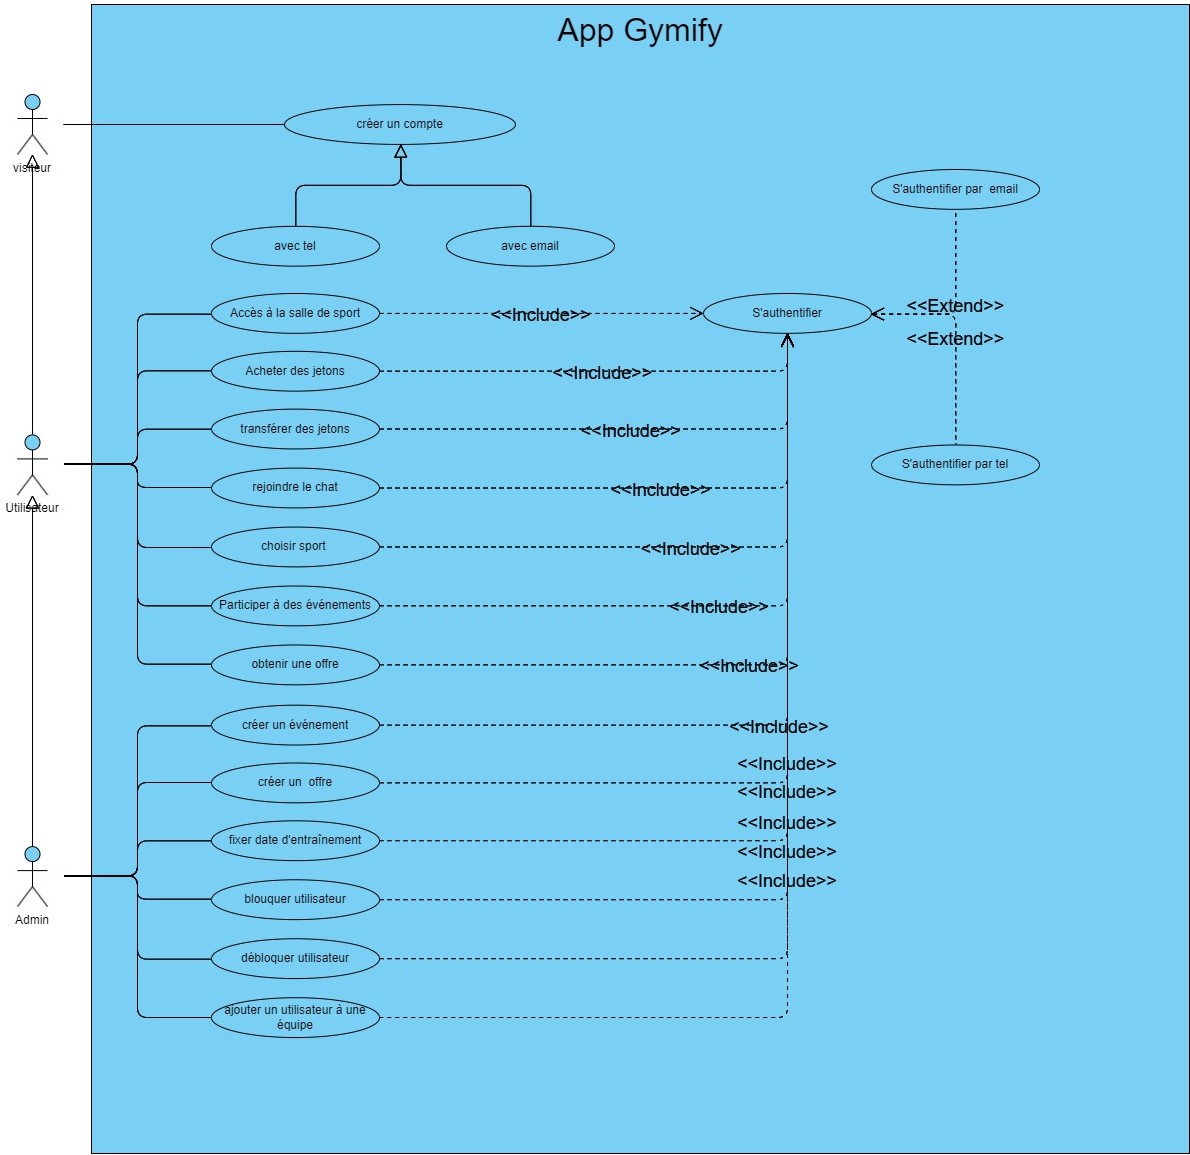 App Gymify
visiteur
créer un compte
avec tel
avec email
S'authentifier par  email
Accès à la salle de sport
<<Include>>
S'authentifier
<<Extend>>
<<Extend>>
Acheter des jetons
<<Include>>
transférer des jetons
<<Include>>
S'authentifier par tel
rejoindre le chat
<<Include>>
Utilisateur
choisir sport
<<Include>>
Participer à des événements
<<Include>>
obtenir une offre
<<Include>>
créer un événement
<<Include>>
<<Include>>
créer un  offre
<<Include>>
<<Include>>
fixer date d'entraînement
<<Include>>
<<Include>>
blouquer utilisateur
Admin
débloquer utilisateur
ajouter un utilisateur à une
équipe